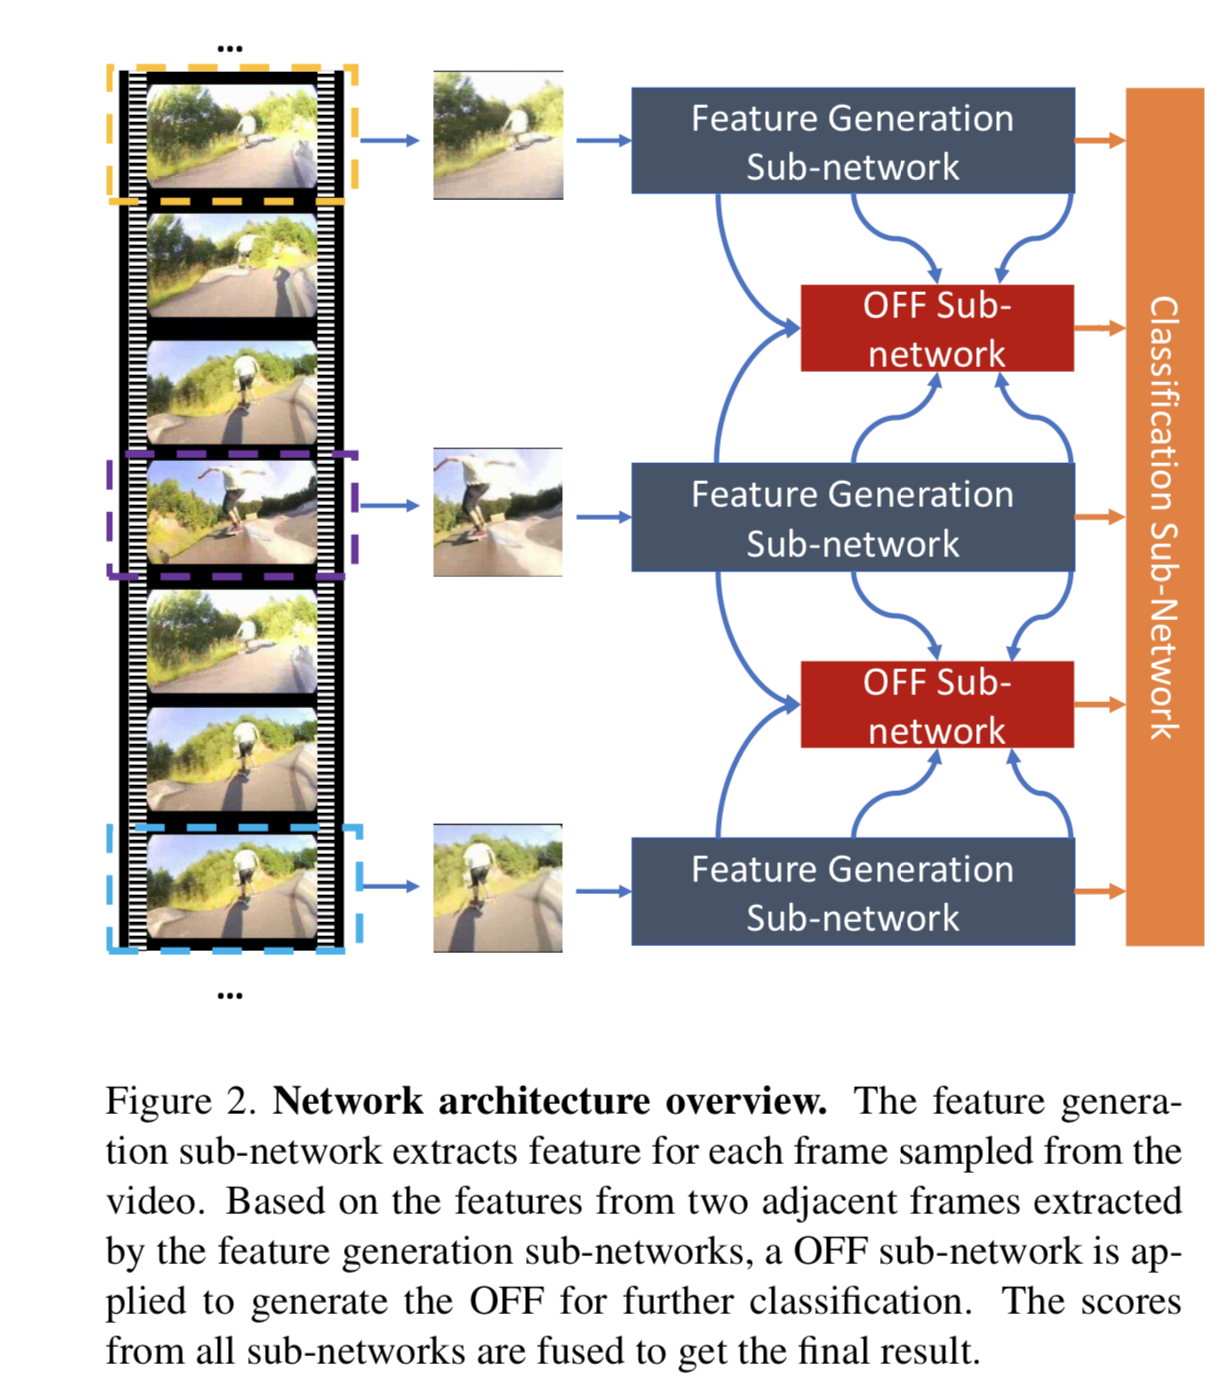 ...
Feature Generation
Sub-network
OFF Sub-
network
Feature Generation
Sub-network
OFF Sub-
network
Feature Generation
Sub-network
Classification Sub-Network
...
Figure 2. Network architecture overview. The feature genera-
tion sub-network extracts feature for each frame sampled from the
video. Based on the features from two adjacent frames extracted
by the feature generation sub-networks, a OFF sub-network is ap-
plied to generate the OFF for further classification. The scores
from all sub-networks are fused to get the final result.